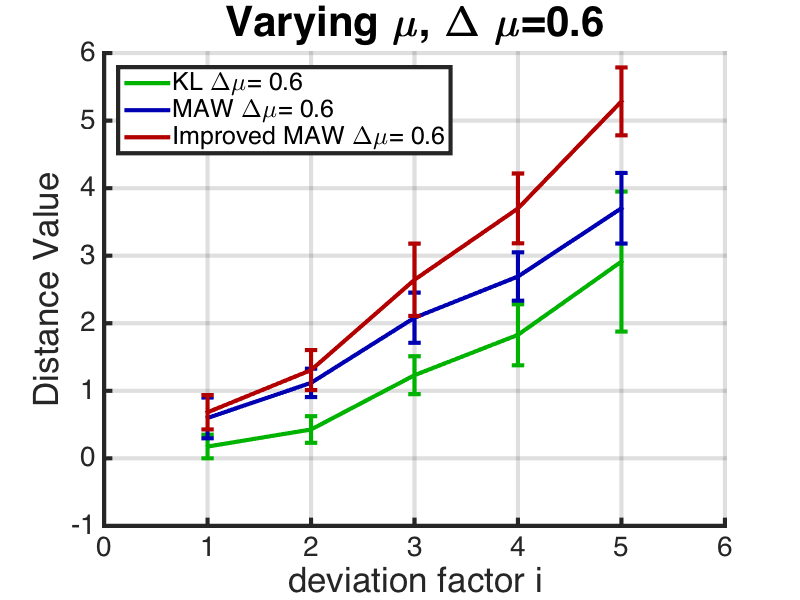 Varying μ, Δ μ=0.6
KL Δμ= 0.6
MAW Δμ= 0.6
Improved MAW Δμ= 0.6
Distance Value
6
5
4
3
2
1
0
-1
0 1 2 3 4 5 6
deviation factor i